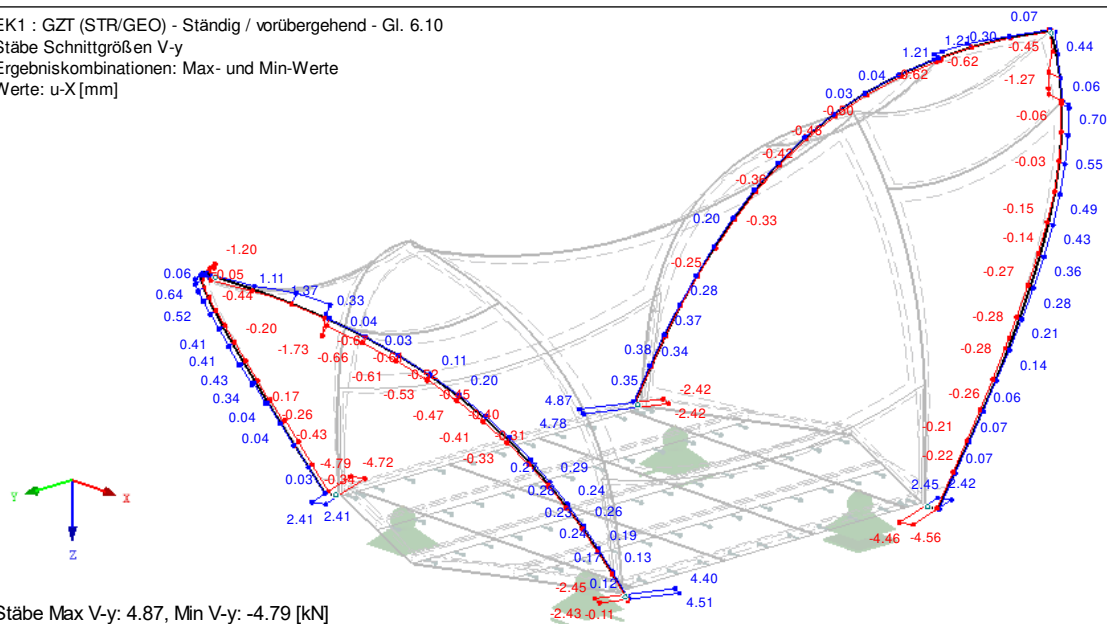 EK1 : GZT (STR/GEO) - Ständig / vorübergehend - Gl. 6.10
Stäbe Schnittgrößen V-y
Ergebniskombinationen: Max- und Min-Werte
Werte: u-X [mm]
0.07
1.21 0.30
-0.45 0.44
1.21 -0.62
-0.62 -1.27
0.04 0.06
0.03 -0.06 0.70
-0.46
-0.42 -0.03 0.55
-0.36
0.20 -0.33 -0.15 0.49
-0.14 0.43
-1.20
-0.25 -0.27 0.36
0.06 -0.05 1.11
0.64 -0.44 1.37 0.33
0.28 0.28
0.52 -0.20 0.04
0.37 -0.28 0.21
0.41 -1.73 -0.66 0.03
0.38 0.34 -0.28 0.14
0.41 -0.61 0.11
0.43 -0.53 0.20
0.35 -0.26 0.06
0.34 -0.17 -0.47 -0.45
4.87 -2.42
4.78 -2.42
0.04 -0.26 -0.41 -0.40
-0.21 0.07
0.04 -0.43 -0.33 -0.31
-0.22 0.07
0.03 -4.79 -4.72
-0.34 0.27 0.29
2.45 2.42
2.41 2.41 0.28 0.24
0.23 0.26
-4.46 -4.56
0.24 0.19
0.17 0.13
-2.45 0.12 4.40
-2.43 -0.11 4.51
Y X
Z
Stäbe Max V-y: 4.87, Min V-y: -4.79 [kN]